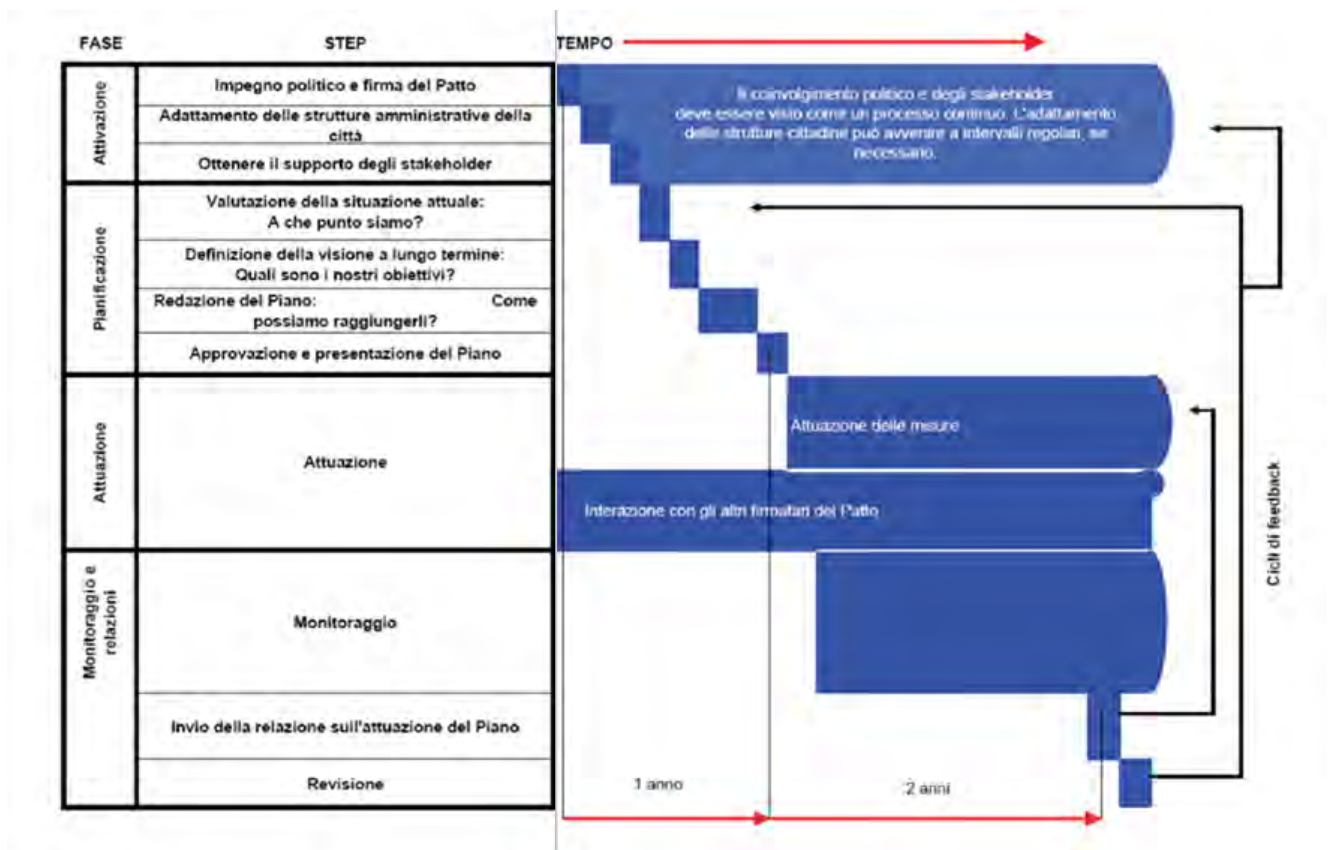 FASE STEP TEMPO
Attivazione
Impegno politico e firma del Patto
Adattamento delle strutture amministrative della
città
Ottenere il supporto degli stakeholder
Il coinvolgimento politico e degli stakeholder
deve essere visto come un processo continuo. L'adattamento
delle strutture cittadine può avvenire a intervalli regolari, se
necessario.
Pianificazione
Valutazione della situazione attuale:
A che punto siamo?
Definizione della visione a lungo termine:
Quali sono i nostri obiettivi?
Redazione del Piano: Come
possiamo raggiungerli?
Approvazione e presentazione del Piano
Attuazione
Attuazione
Attuazione delle misure
Interazione con gli altri firmatari del Patto
Monitoraggio e
relazioni
Monitoraggio
Invio della relazione sull'attuazione del Piano
Revisione
1 anno
2 anni
Cicli di feedback